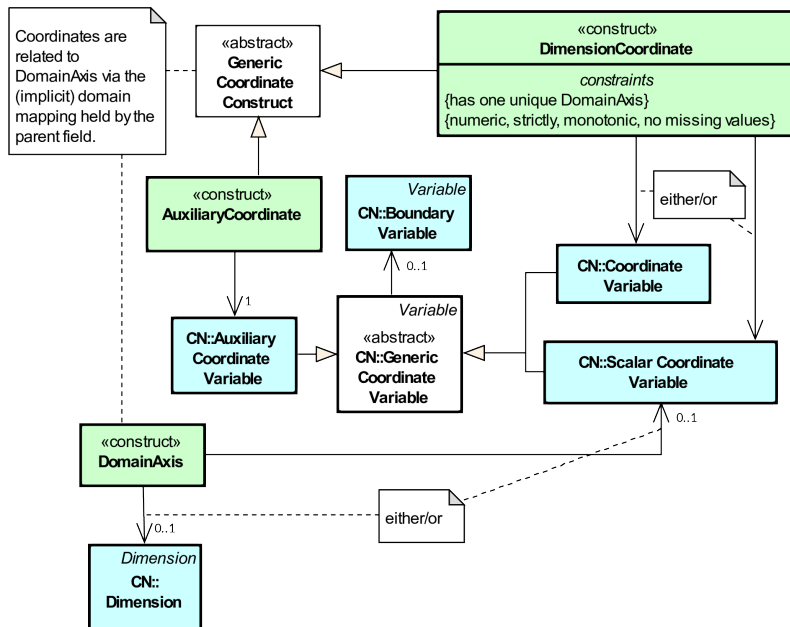 Coordinates are
related to
DomainAxis via the
(implicit) domain
mapping held by the
parent field.
«abstract»
Generic
Coordinate
Construct
«construct»
DimensionCoordinate
constraints
{has one unique DomainAxis}
{numeric, strictly, monotonic, no missing values}
«construct»
AuxiliaryCoordinate
Variable
CN::Boundary
Variable
either/or
0..1
CN::Coordinate
Variable
1
CN::Auxiliary
Coordinate
Variable
Variable
«abstract»
CN::Generic
Coordinate
Variable
CN::Scalar Coordinate
Variable
0..1
«construct»
DomainAxis
either/or
0..1
Dimension
CN::
Dimension